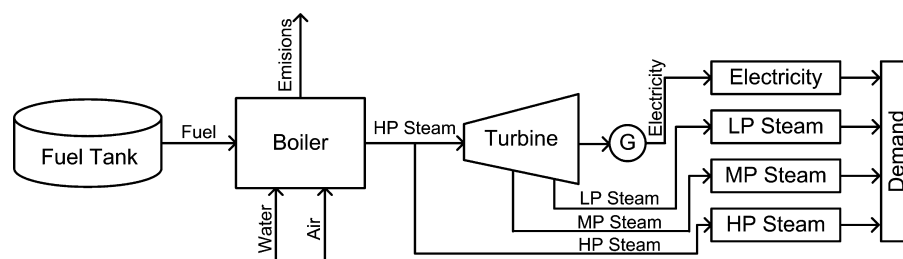 Emissions
Electricity
Electricity
Fuel Tank
Fuel
Boiler
HP Steam
Turbine
G
LP Steam
MP Steam
HP Steam
Demand
Water
Air
LP Steam
MP Steam
HP Steam